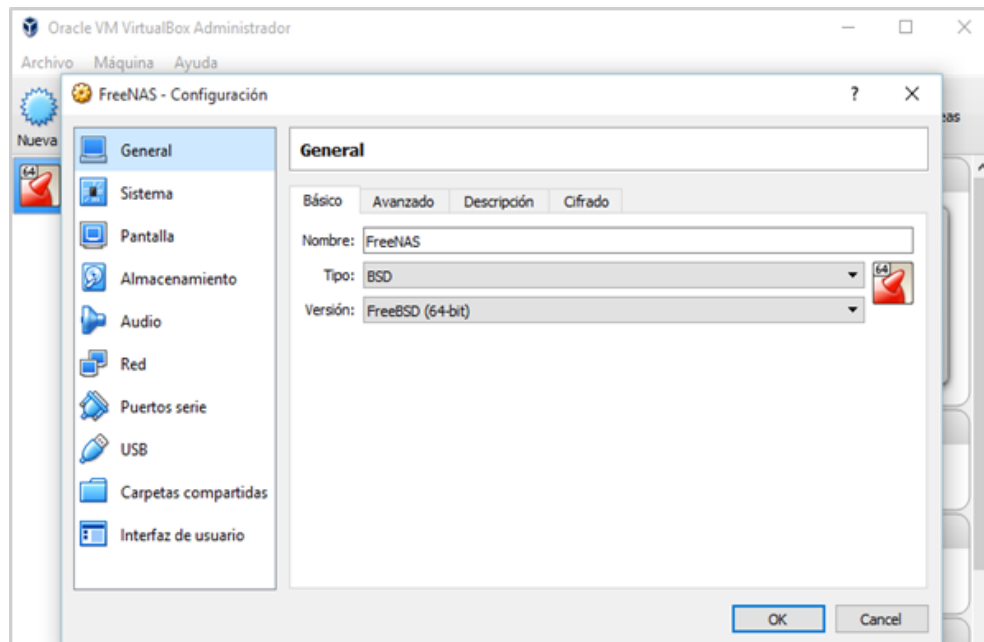 Oracle VM VirtualBox Administrador
Archivo Máquina Ayuda
FreeNAS - Configuración
?
Nueva
64
General
Sistema
Pantalla
Almacenamiento
Audio
Red
Puertos serie
USB
Carpetas compartidas
Interfaz de usuario
General
Básico Avanzado Descripción Cifrado
Nombre: FreeNAS
Tipo: BSD
64
Versión: FreeBSD (64-bit)
OK Cancel